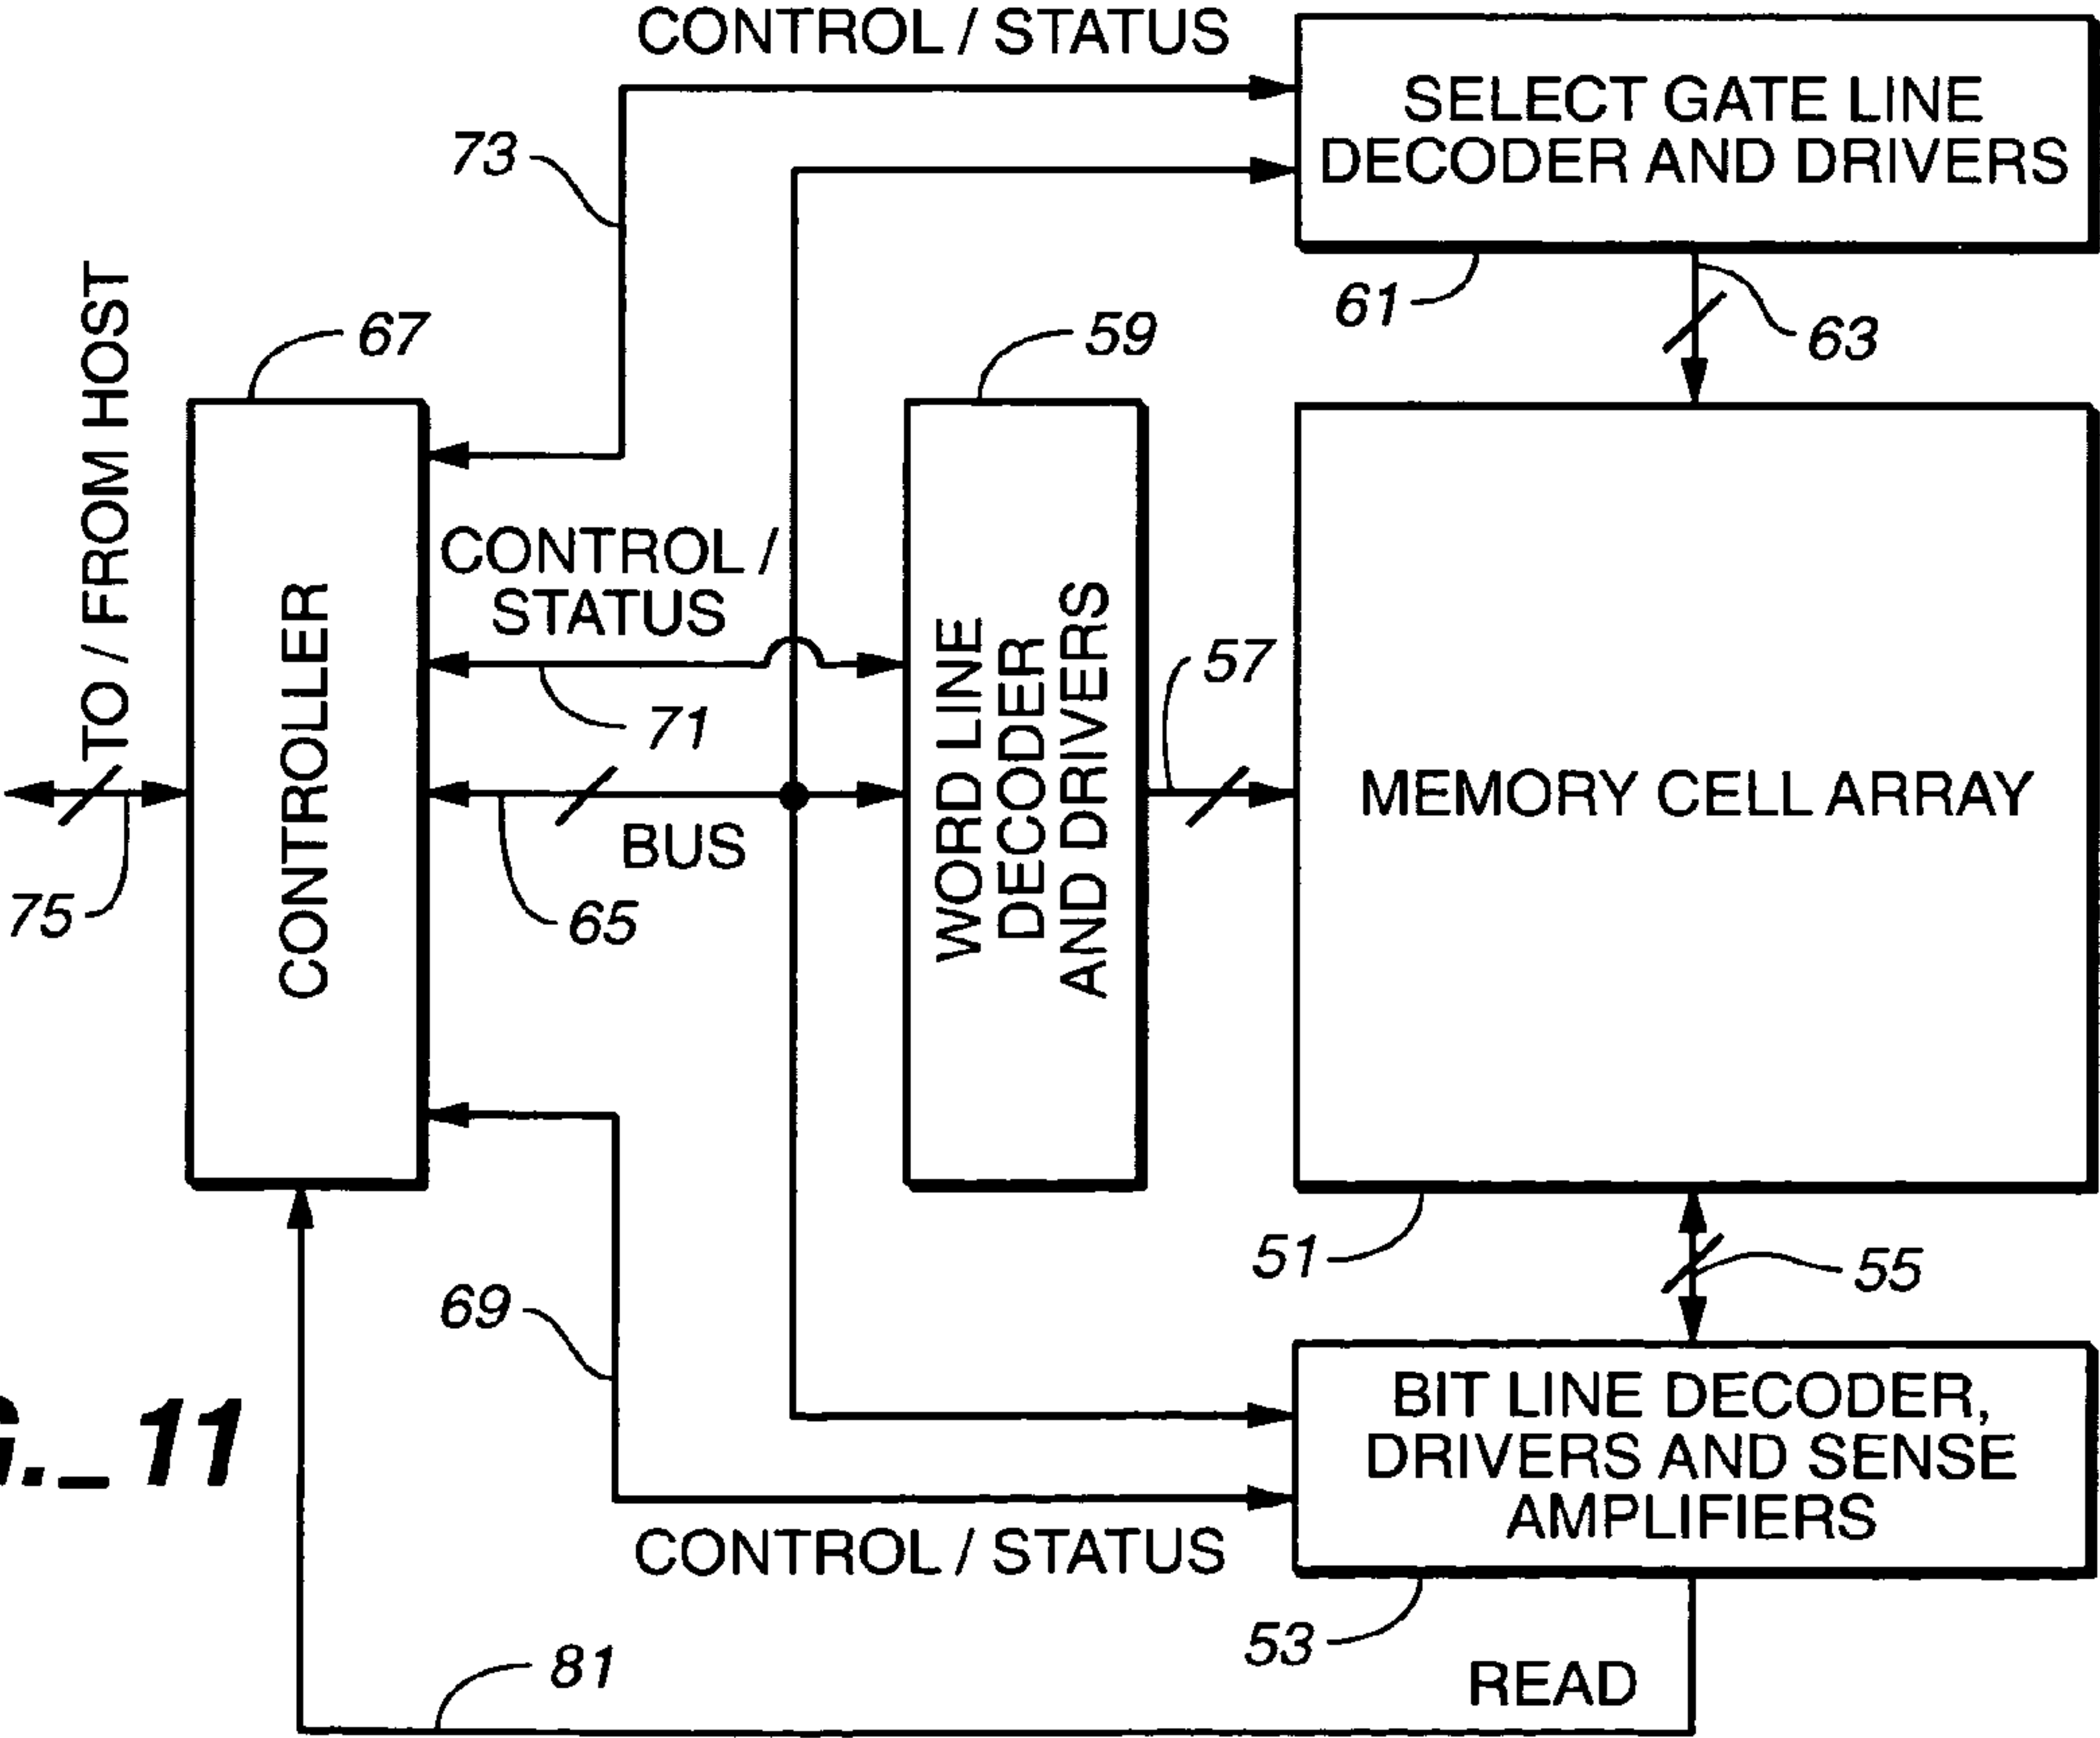 CONTROL / STATUS
SELECT GATE LINE
DECODER AND DRIVERS
73
61
63
TO / FROM HOST
67
59
CONTROLLER
CONTROL /
STATUS
71
WORD LINE
DECODER
AND DRIVERS
57
MEMORY CELL ARRAY
BUS
75
65
51
55
69
BIT LINE DECODER,
DRIVERS AND SENSE
AMPLIFIERS
G._11
CONTROL / STATUS
53
81
READ